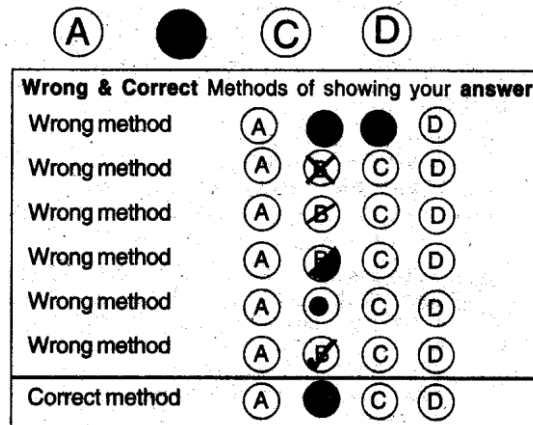 A C D
Wrong & Correct Methods of showing your answer
Wrong method A D
Wrong method A B C D
Wrong method A B C D
Wrong method A B C D
Wrong method A C D
Wrong method A B C D
Correct method A C D